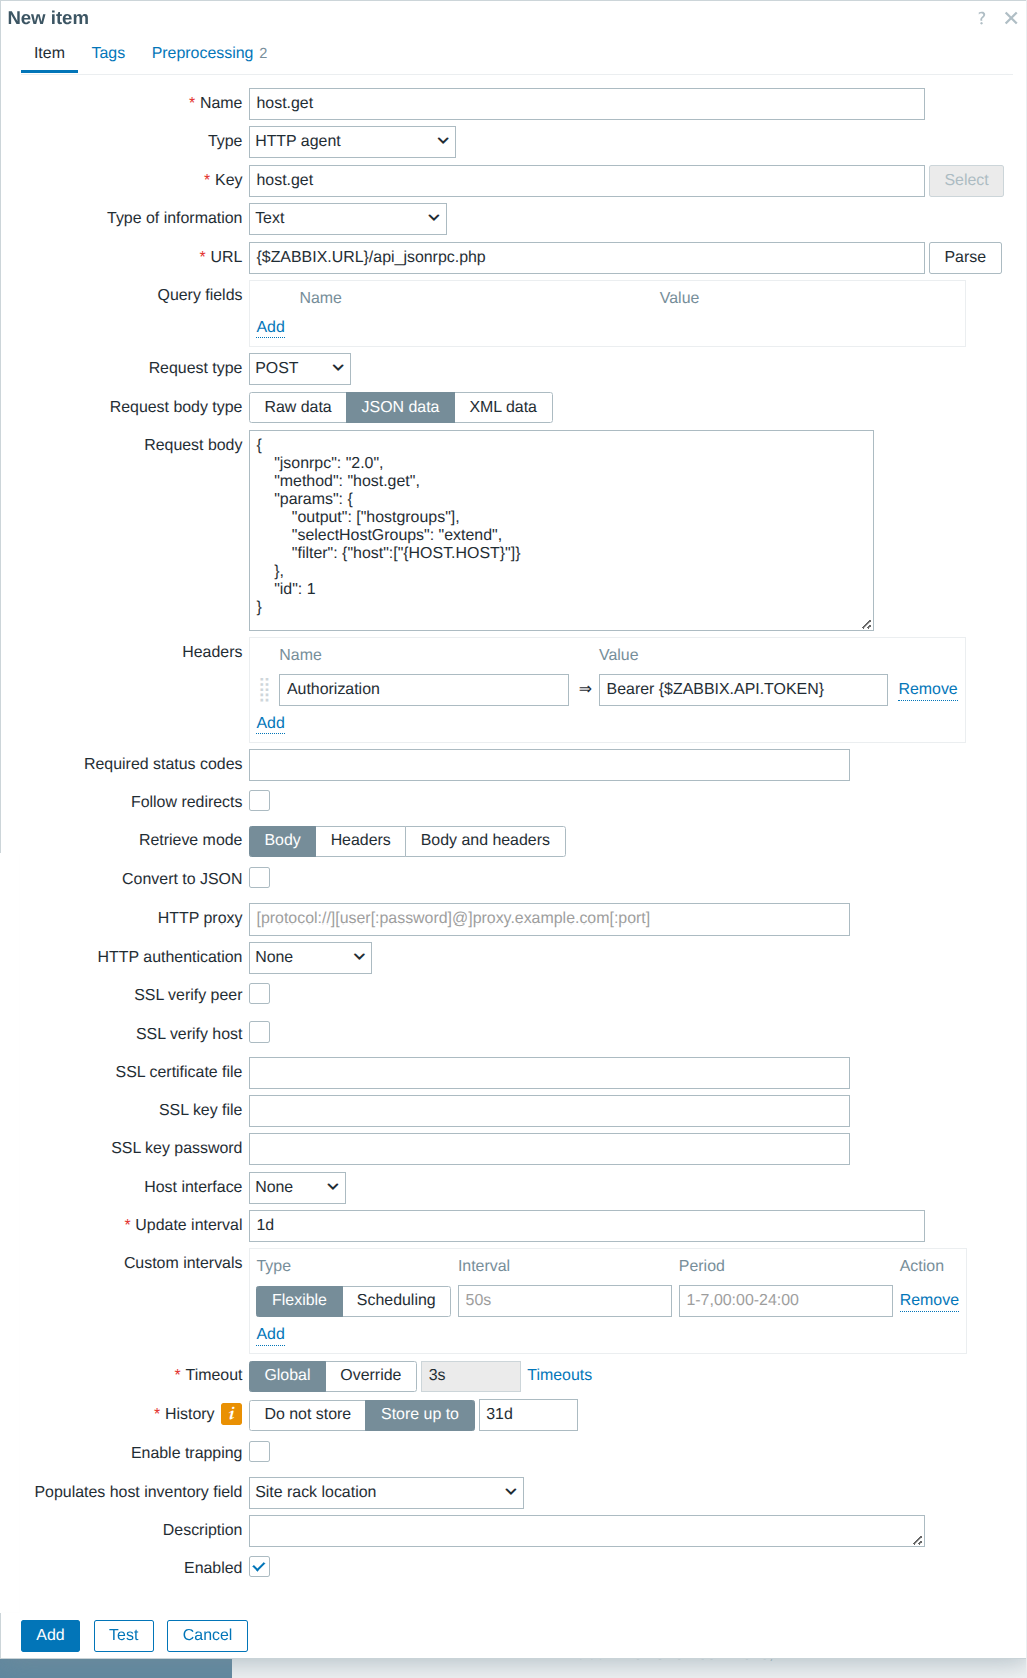 New item
?
Item Tags Preprocessing 2
* Name host.get
Type HTTP agent
* Key host.get Select
Type of information Text
* URL {$ZABBIX.URL}/api_jsonrpc.php Parse
Query fields Name Value
Add
Request type POST
Request body type Raw data JSON data XML data
Request body {
"jsonrpc": "2.0",
"method": "host.get",
"params": {
"output": ["hostgroups"],
"selectHostGroups": "extend",
"filter": {"host":["{HOST.HOST}"]}
},
"id": 1
}
Headers Name Value
Authorization ⇒ Bearer {$ZABBIX.API.TOKEN} Remove
Add
Required status codes
Follow redirects
Retrieve mode Body Headers Body and headers
Convert to JSON
HTTP proxy [protocol://][user[:password]@]proxy.example.com[:port]
HTTP authentication None
SSL verify peer
SSL verify host
SSL certificate file
SSL key file
SSL key password
Host interface None
* Update interval 1d
Custom intervals Type Interval Period Action
Flexible Scheduling 50s 1-7,00:00-24:00 Remove
Add
* Timeout Global Override 3s Timeouts
* History i Do not store Store up to 31d
Enable trapping
Populates host inventory field Site rack location
Description
Enabled
Add Test Cancel